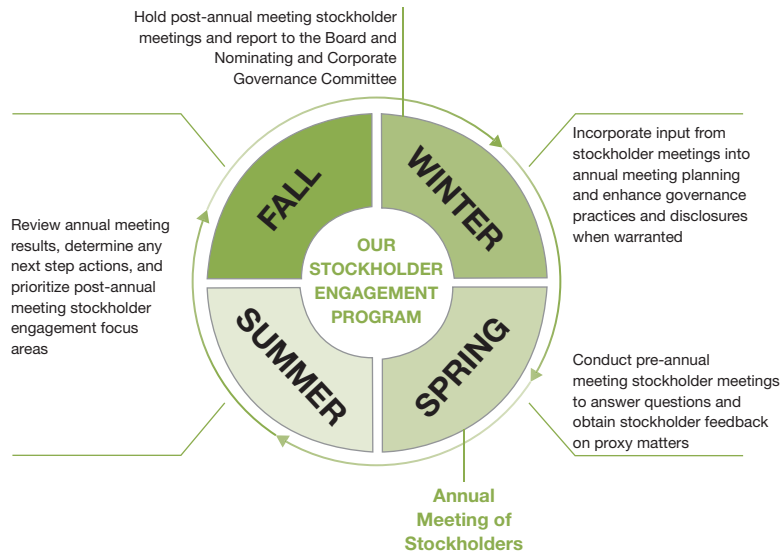 Hold post-annual meeting stockholder
meetings and report to the Board and
Nominating and Corporate
Governance Committee
Incorporate input from
stockholder meetings into
annual meeting planning
and enhance governance
practices and disclosures
when warranted
FALL
WINTER
Review annual meeting
results, determine any
next step actions, and
prioritize post-annual
meeting stockholder
engagement focus
areas
OUR
STOCKHOLDER
ENGAGEMENT
PROGRAM
SUMMER
SPRING
Conduct pre-annual
meeting stockholder meetings
to answer questions and
obtain stockholder feedback
on proxy matters
Annual
Meeting of
Stockholders